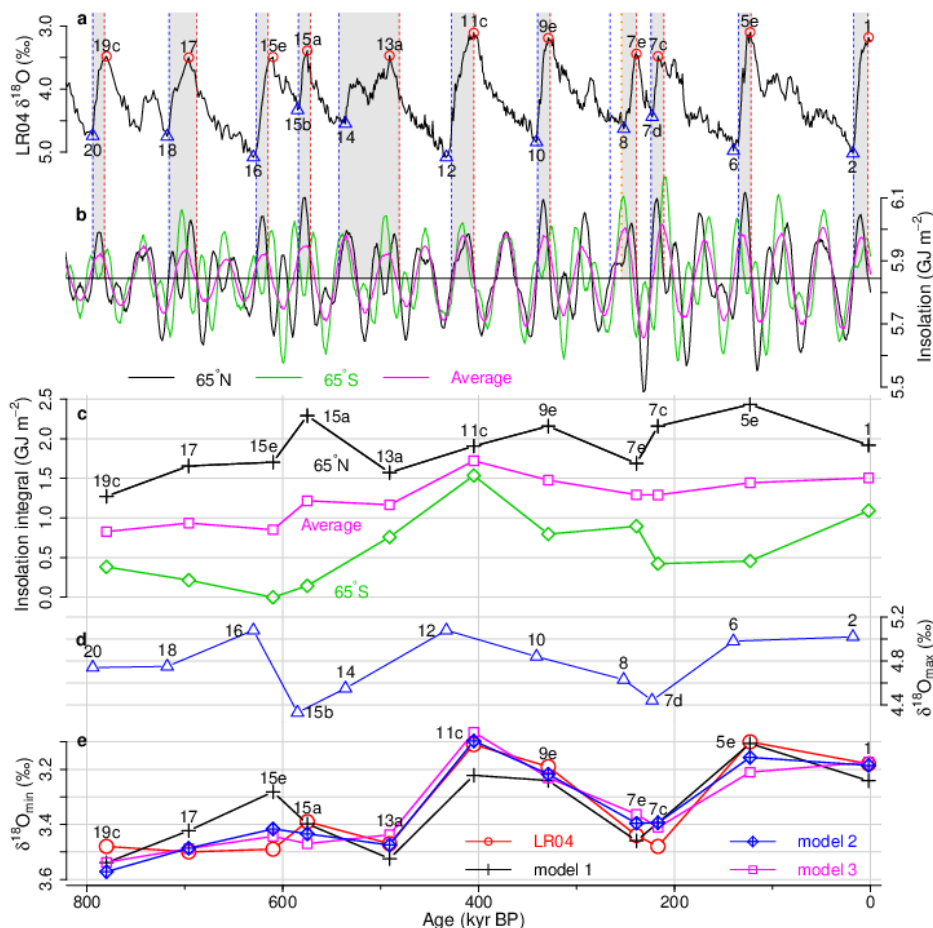 a
19c 17 15e 15a 13a 11c 9e 7e 7c 5e 1
3.0
4.0
5.0
LR04 δ¹⁸O (‰)
20 18 16 15b 14 12 10 8 7d 6 2
b
6.1
5.9
5.7
5.5
Insolation (GJ m⁻²)
65°N 65°S Average
c
2.5
2.0
1.5
1.0
0.5
0.0
Insolation integral (GJ m⁻²)
19c 17 15e 15a 13a 11c 9e 7e 7c 5e 1
65°N
Average
65°S
d
20 18 16 15b 14 12 10 8 7d 6 2
5.2
4.8
4.4
δ¹⁸Omax (‰)
e
19c 17 15e 15a 13a 11c 9e 7e 7c 5e 1
3.2
3.4
3.6
δ¹⁸Omin (‰)
LR04 model 2
model 1 model 3
800 600 400 200 0
Age (kyr BP)